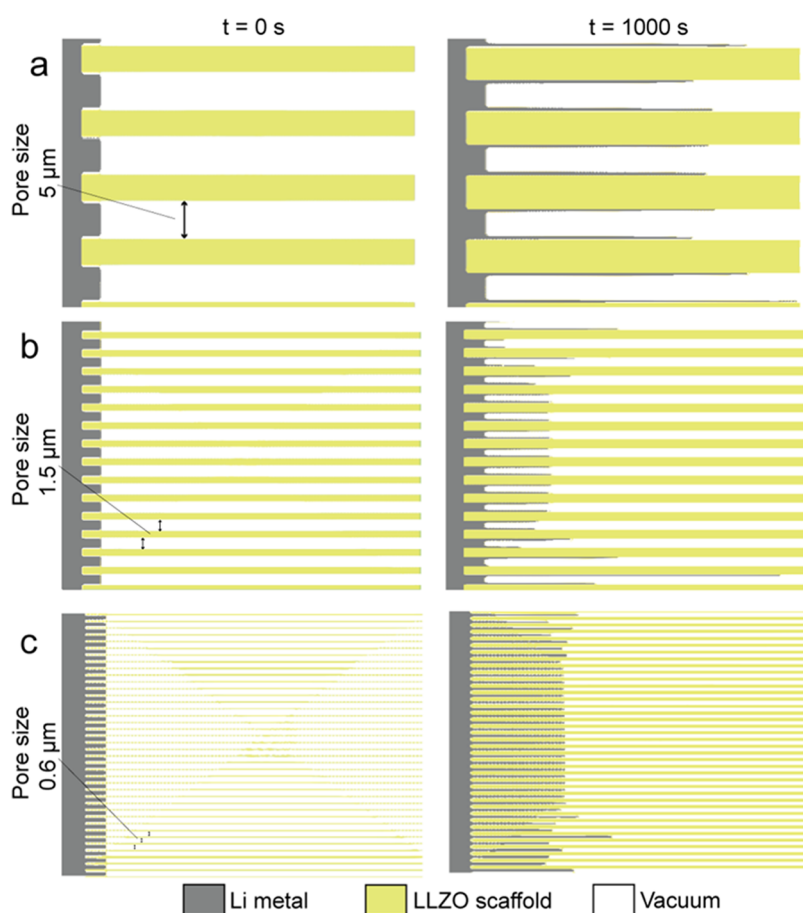 t = 0 s
t = 1000 s
a
Pore size
5 μm
b
Pore size
1.5 μm
c
Pore size
0.6 μm
Li metal
LLZO scaffold
Vacuum